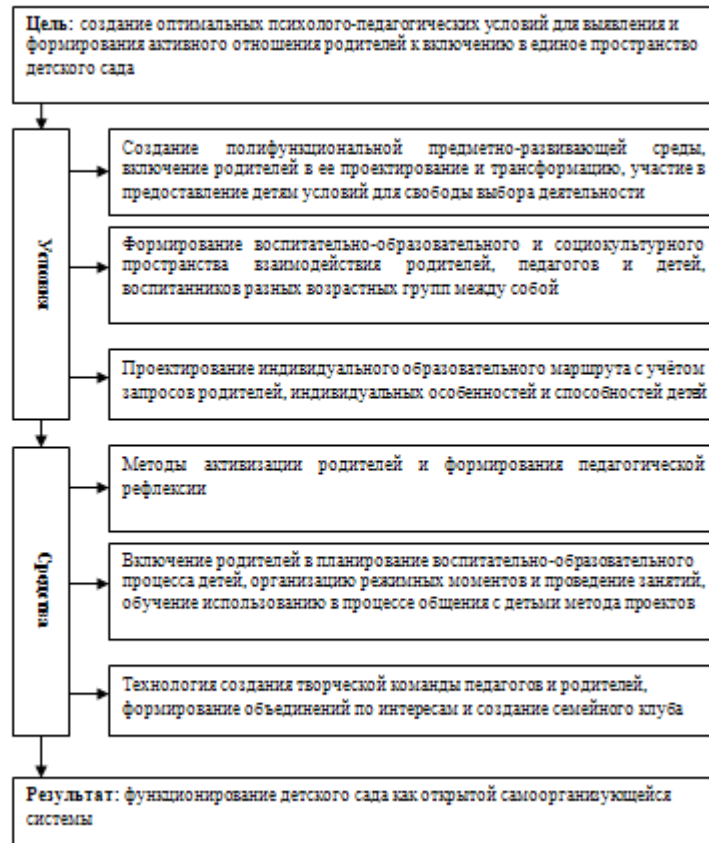 Цель: создание оптимальных психолого-педагогических условий для выявления и
формирования активного отношения родителей к включению в единое пространство
детского сада
Условия
Создание полифункциональной предметно-развивающей среды,
включение родителей в ее проектирование и трансформацию, участие в
предоставление детям условий для свободы выбора деятельности
Формирование воспитательно-образовательного и социокультурного
пространства взаимодействия родителей, педагогов и детей,
воспитанников разных возрастных групп между собой
Проектирование индивидуального образовательного маршрута с учётом
запросов родителей, индивидуальных особенностей и способностей детей
Средства
Методы активизации родителей и формирования педагогической
рефлексии
Включение родителей в планирование воспитательно-образовательного
процесса детей, организацию режимных моментов и проведение занятий,
обучение использованию в процессе общения с детьми метода проектов
Технология создания творческой команды педагогов и родителей,
формирование объединений по интересам и создание семейного клуба
Результат: функционирование детского сада как открытой самоорганизующейся
системы